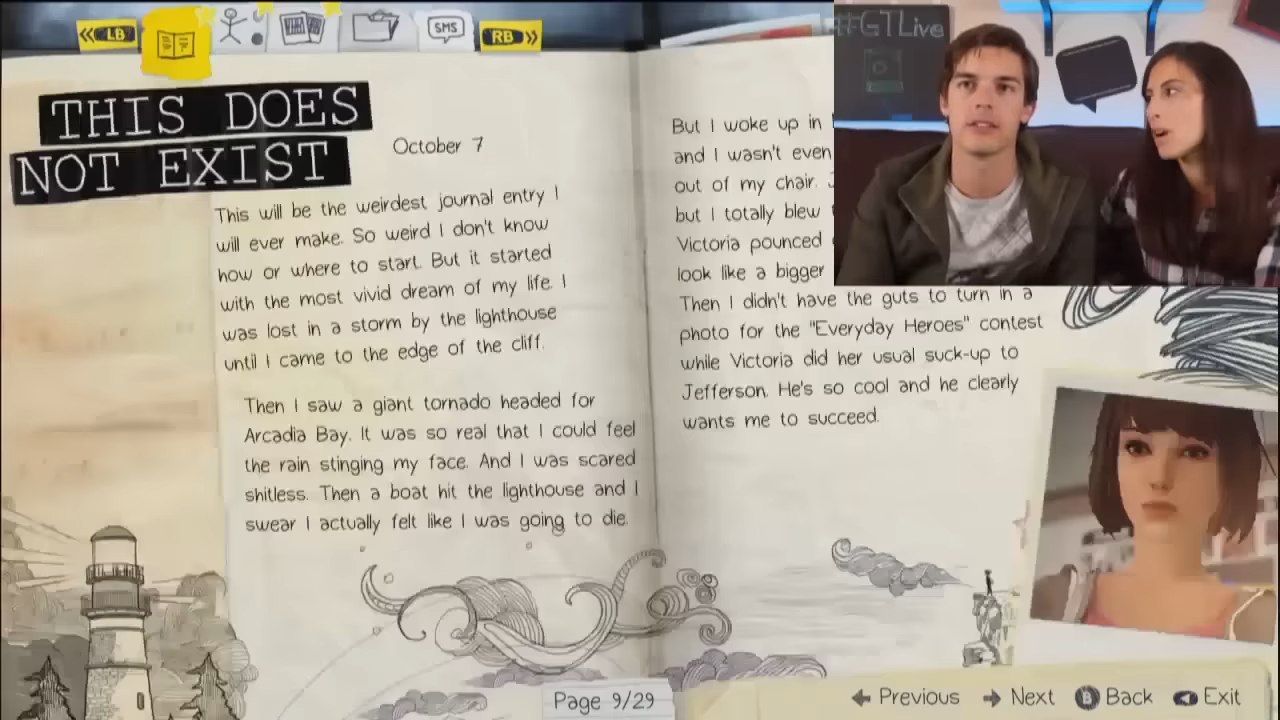 LB
SMS
RB
#GTLive
THIS DOES
NOT EXIST
October 7
This will be the weirdest journal entry I
will ever make. So weird I don't know
how or where to start. But it started
with the most vivid dream of my life. I
was lost in a storm by the lighthouse
until I came to the edge of the cliff.
Then I saw a giant tornado headed for
Arcadia Bay. It was so real that I could feel
the rain stinging my face. And I was scared
shitless. Then a boat hit the lighthouse and I
swear I actually felt like I was going to die.
But I woke up in
and I wasn't even
out of my chair.
but I totally blew
Victoria pounced
look like a bigger
Then I didn't have the guts to turn in a
photo for the "Everyday Heroes" contest
while Victoria did her usual suck-up to
Jefferson. He's so cool and he clearly
wants me to succeed.
Page 9/29
Previous Next B Back Exit